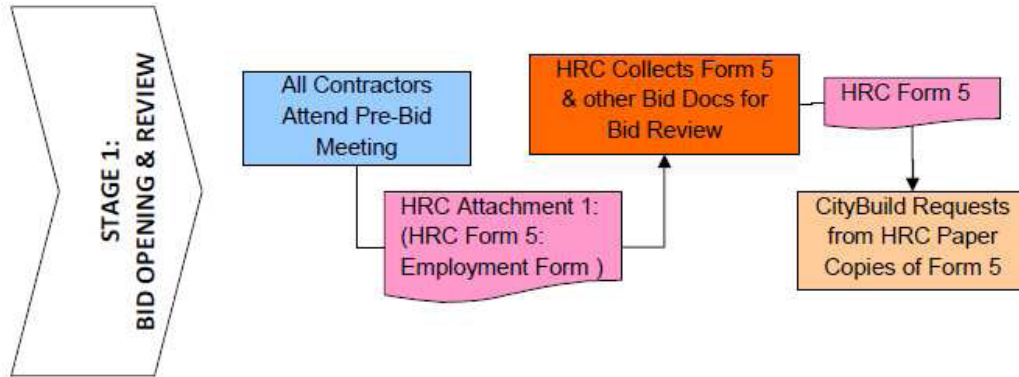 STAGE 1:
BID OPENING & REVIEW
All Contractors
Attend Pre-Bid
Meeting
HRC Attachment 1:
(HRC Form 5:
Employment Form )
HRC Collects Form 5
& other Bid Docs for
Bid Review
HRC Form 5
CityBuild Requests
from HRC Paper
Copies of Form 5